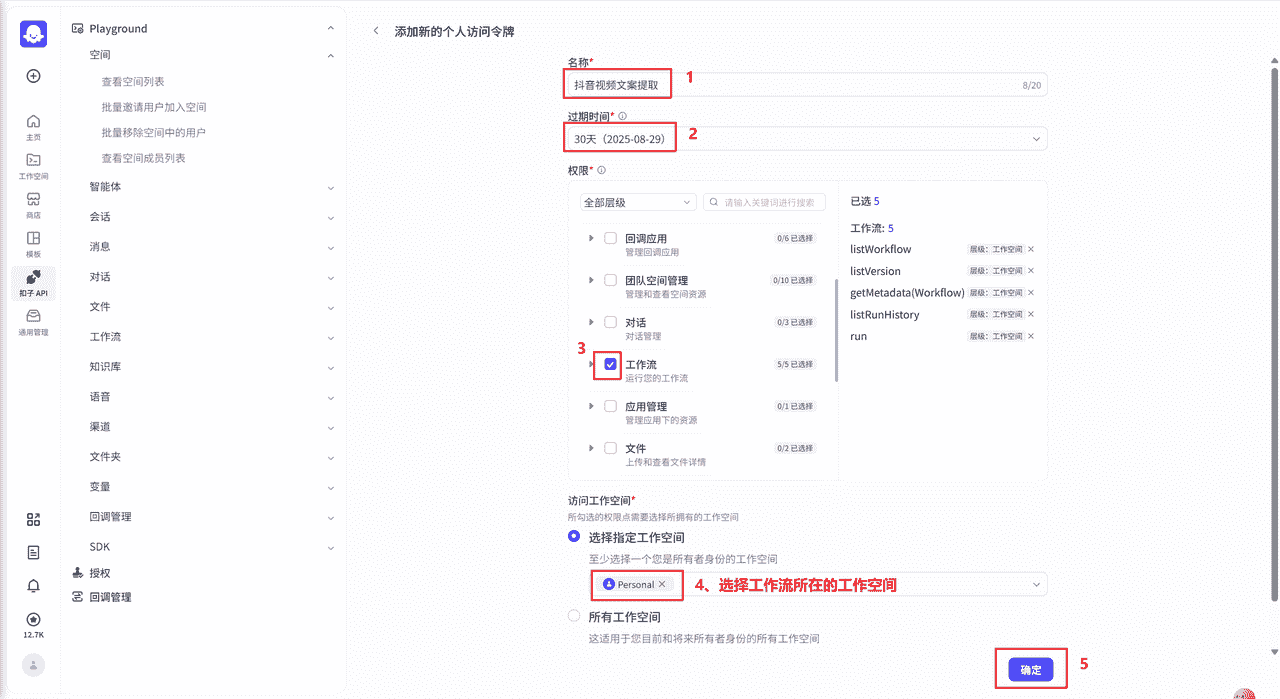 主页
工作空间
商店
模板
扣子 API
通用管理
12.7K
Playground
空间
查看空间列表
批量邀请用户加入空间
批量移除空间中的用户
查看空间成员列表
智能体
会话
消息
对话
文件
工作流
知识库
语音
渠道
文件夹
变量
回调管理
SDK
授权
回调管理
添加新的个人访问令牌
名称*
抖音视频文案提取
8/20
1
过期时间*
30天（2025-08-29）
2
权限*
全部层级
请输入关键词进行搜索
回调应用
0/6 已选择
管理回调应用
团队空间管理
0/10 已选择
管理和查看空间资源
对话
0/3 已选择
对话管理
3
工作流
5/5 已选择
运行您的工作流
应用管理
0/1 已选择
管理应用下的资源
文件
0/2 已选择
上传和查看文件详情
已选 5
工作流: 5
listWorkflow 层级：工作空间
listVersion 层级：工作空间
getMetadata(Workflow) 层级：工作空间
listRunHistory 层级：工作空间
run 层级：工作空间
访问工作空间*
所勾选的权限点需要选择所拥有的工作空间
选择指定工作空间
至少选择一个您是所有者身份的工作空间
Personal
4、选择工作流所在的工作空间
所有工作空间
这适用于您目前和将来所有者身份的所有工作空间
确定
5